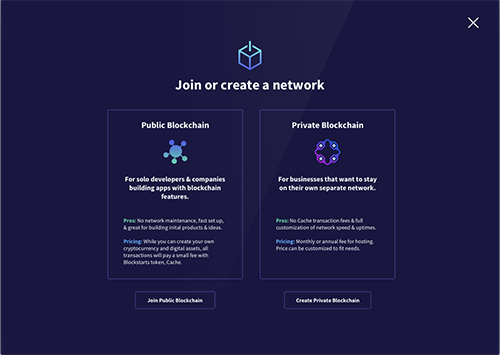 Join or create a network
Public Blockchain
For solo developers & companies
building apps with blockchain
features.
Pros: No network maintenance, fast set up,
& great for building inital products & ideas.
Pricing: While you can create your own
cryptocurrency and digital assets, all
transactions will pay a small fee with
Blockstarts token, Cache.
Join Public Blockchain
Private Blockchain
For businesses that want to stay
on their own separate network.
Pros: No Cache transaction fees & full
customization of network speed & uptimes.
Pricing: Monthly or annual fee for hosting.
Price can be customized to fit needs.
Create Private Blockchain